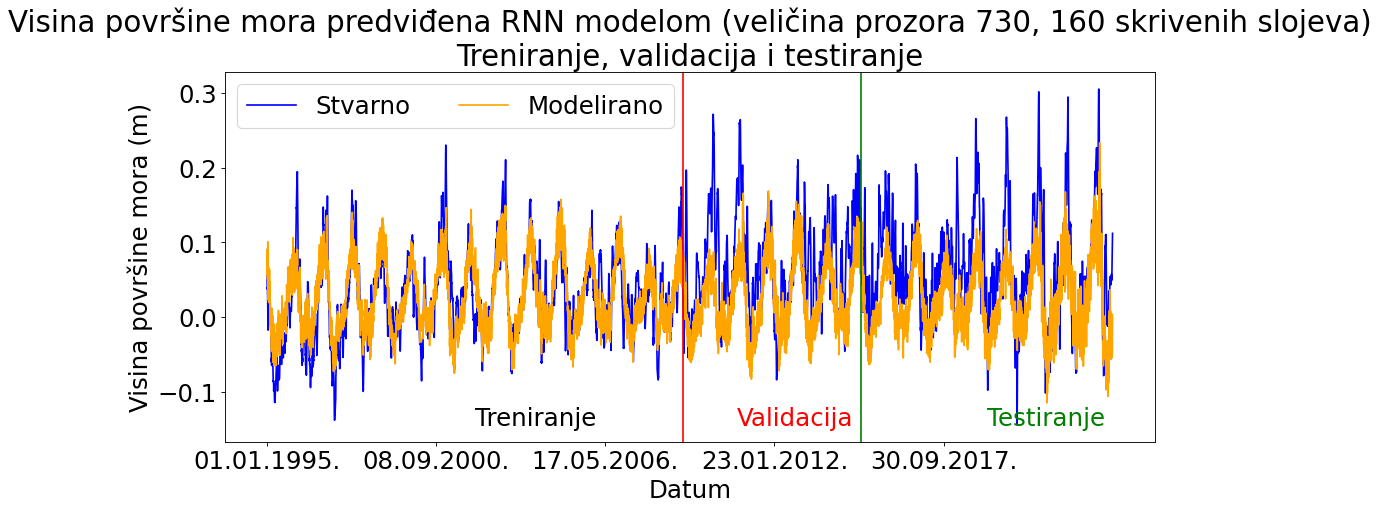 Visina površine mora predviđena RNN modelom (veličina prozora 730, 160 skrivenih slojeva)
Treniranje, validacija i testiranje
Stvarno
Modelirano
Visina površine mora (m)
0.3
0.2
0.1
0.0
−0.1
Treniranje
Validacija
Testiranje
01.01.1995.
08.09.2000.
17.05.2006.
23.01.2012.
30.09.2017.
Datum